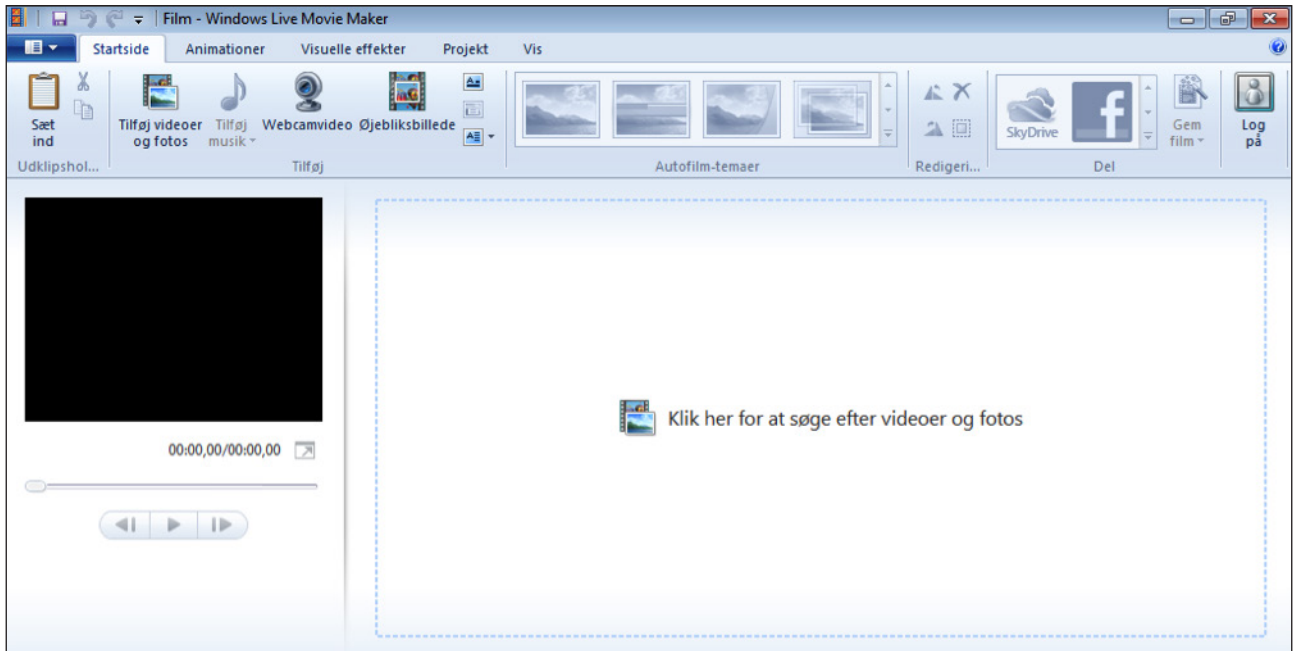 Film - Windows Live Movie Maker
Startside Animationer Visuelle effekter Projekt Vis
Sæt ind
Tilføj videoer og fotos
Tilføj musik
Webcamvideo
Øjebliksbillede
SkyDrive
Gem film
Log på
Udklipshol...
Tilføj
Autofilm-temaer
Redigeri...
Del
Klik her for at søge efter videoer og fotos
00:00,00/00:00,00